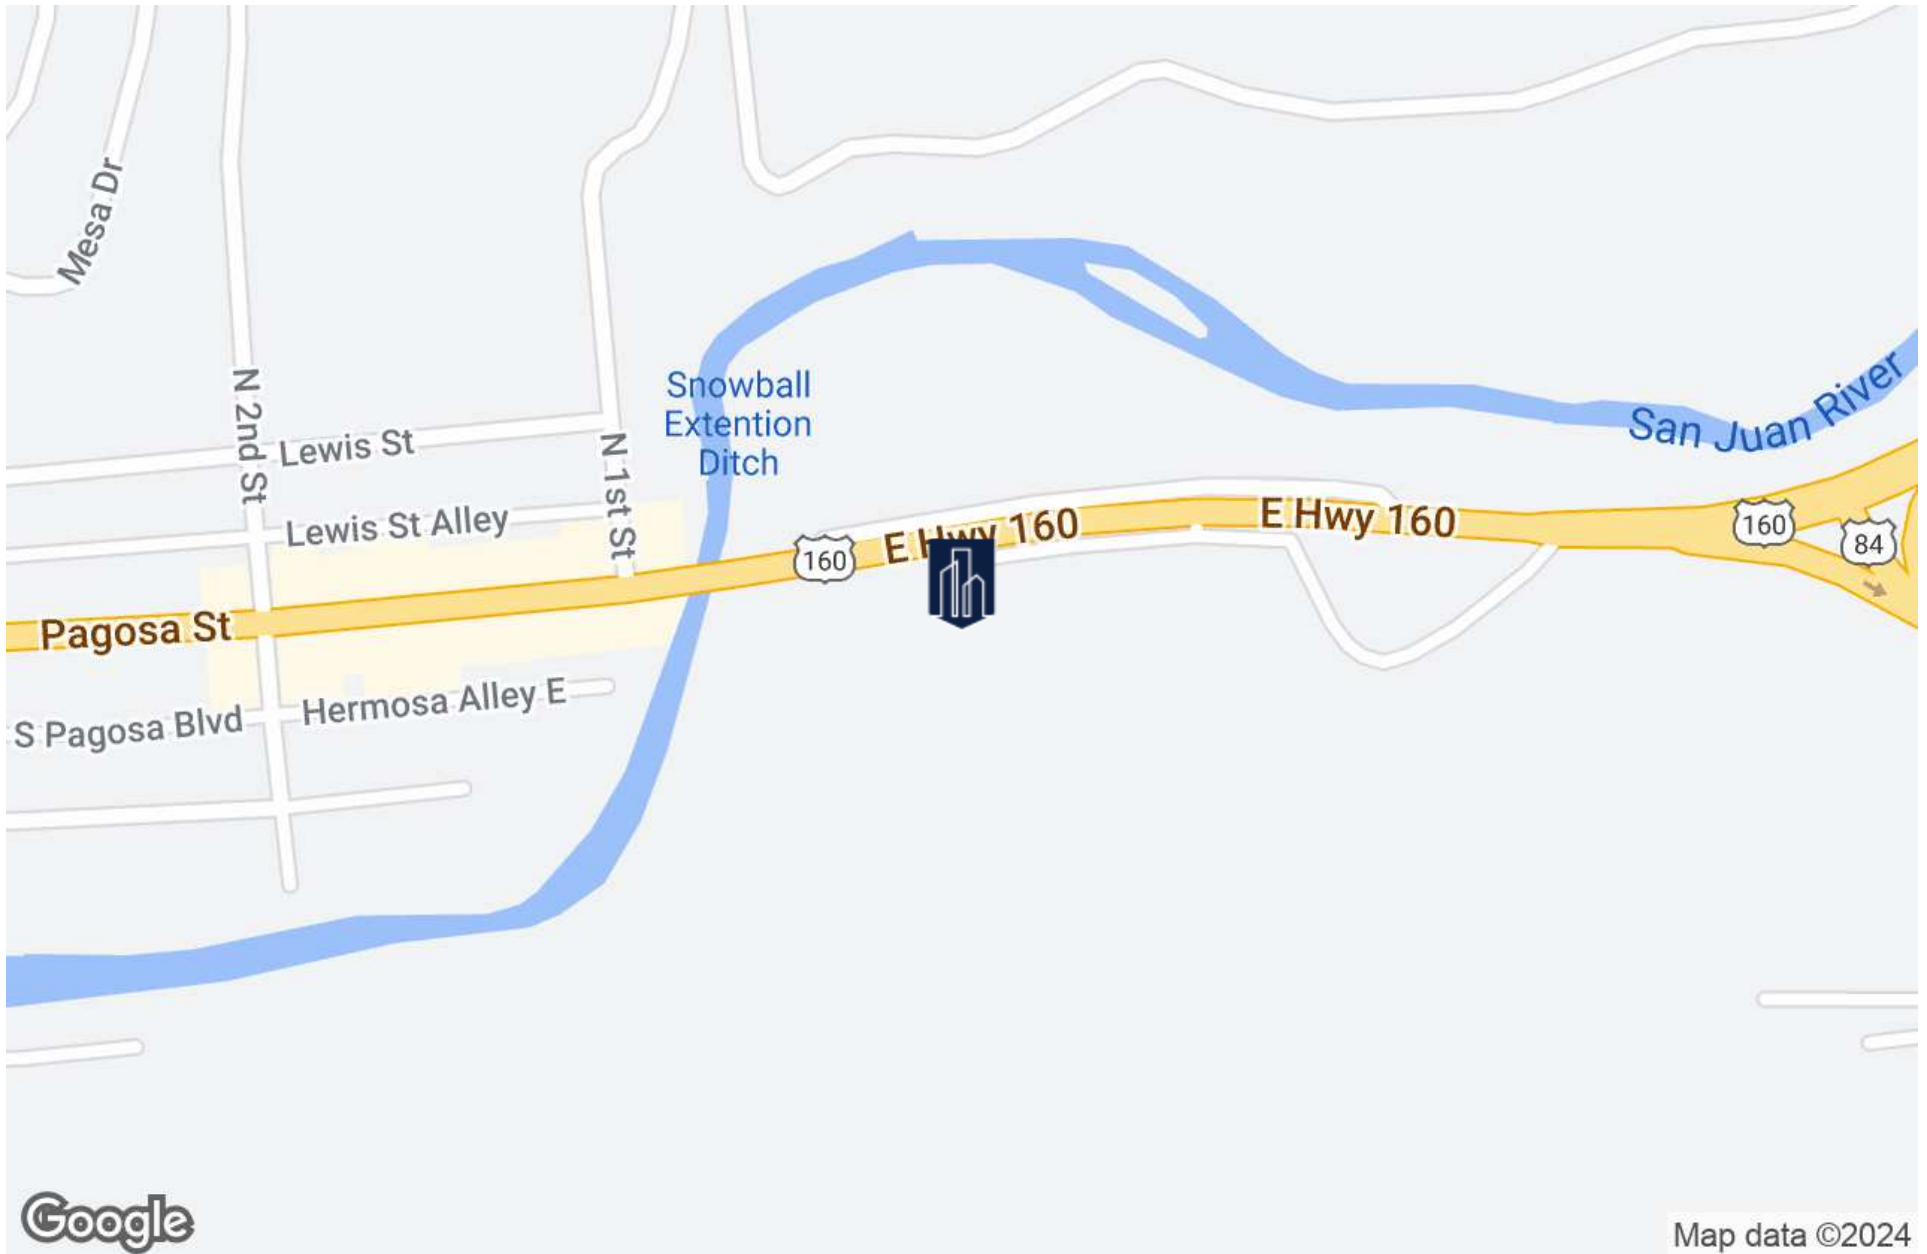 Mesa Dr
N 2nd St
Lewis St
N 1st St
Snowball
Extention
Ditch
San Juan River
Lewis St Alley
160
E Hwy 160
E Hwy 160
160
84
Pagosa St
S Pagosa Blvd
Hermosa Alley E
Google
Map data ©2024